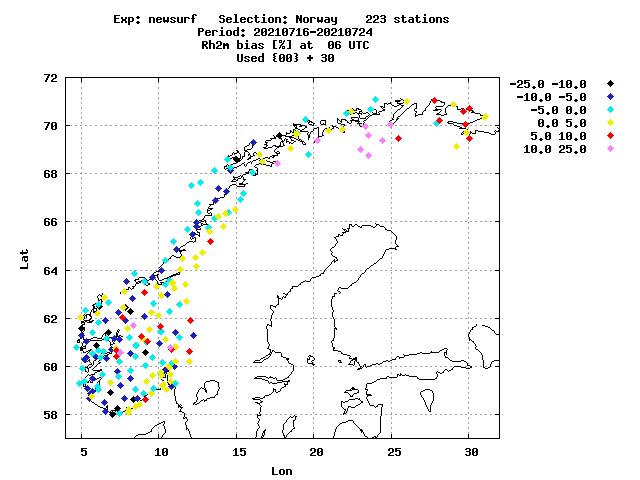 Exp: newsurf Selection: Norway 223 stations
Period: 20210716-20210724
Rh2m bias [%] at 06 UTC
Used {00} + 30
72
70
68
66
64
62
60
58
Lat
5 10 15 20 25 30
Lon
-25.0 -10.0
-10.0 -5.0
-5.0 0.0
0.0 5.0
5.0 10.0
10.0 25.0